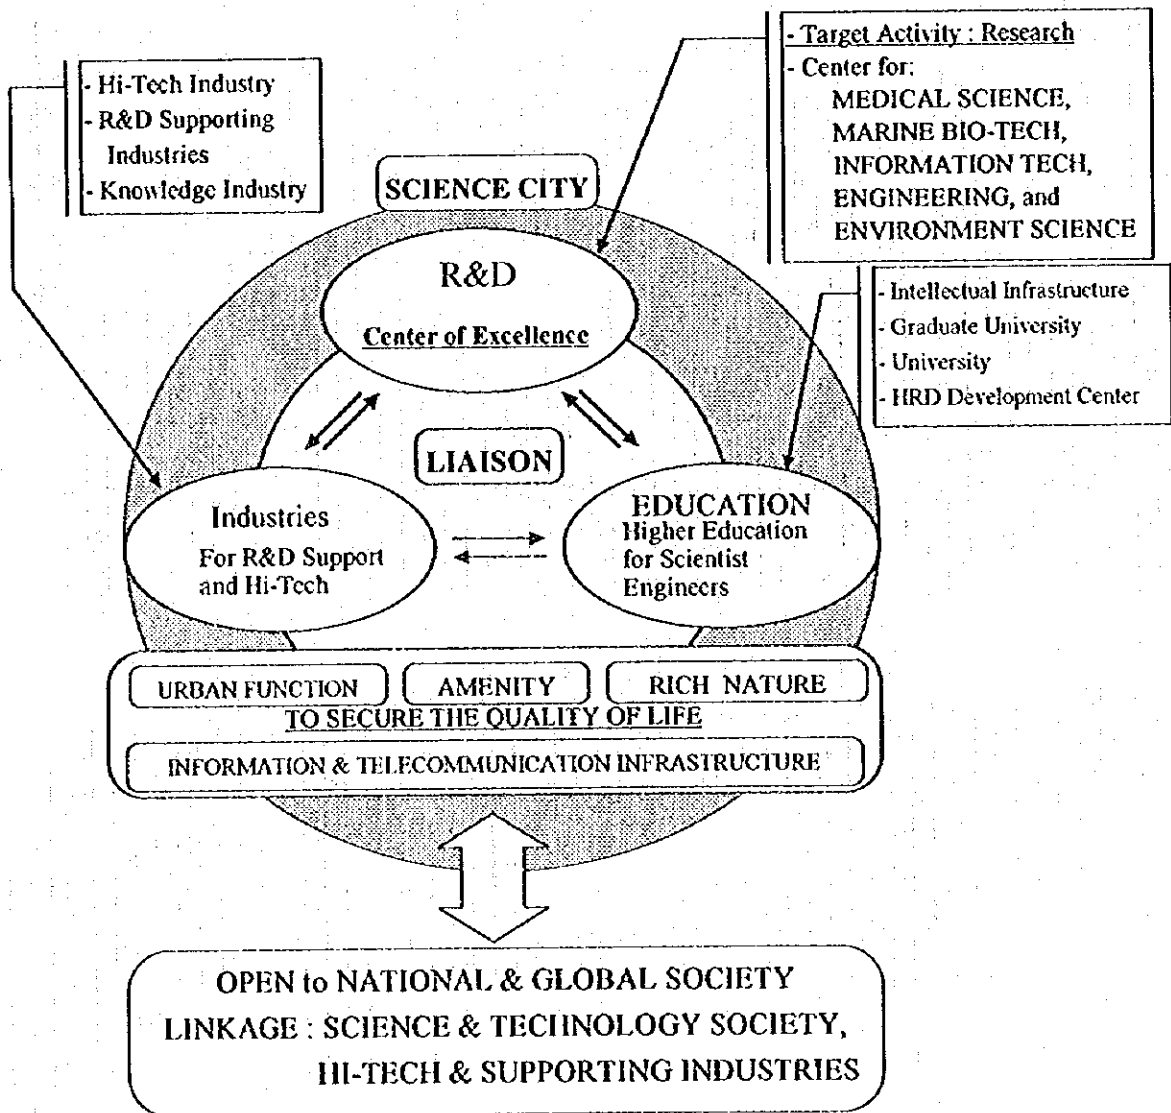 - Hi-Tech Industry
- R&D Supporting
Industries
- Knowledge Industry
- Target Activity : Research
- Center for:
MEDICAL SCIENCE,
MARINE BIO-TECH,
INFORMATION TECH,
ENGINEERING, and
ENVIRONMENT SCIENCE
SCIENCE CITY
R&D
Center of Excellence
- Intellectual Infrastructure
- Graduate University
- University
- HRD Development Center
LIAISON
Industries
For R&D Support
and Hi-Tech
EDUCATION
Higher Education
for Scientist
Engineers
URBAN FUNCTION
AMENITY
RICH NATURE
TO SECURE THE QUALITY OF LIFE
INFORMATION & TELECOMMUNICATION INFRASTRUCTURE
OPEN to NATIONAL & GLOBAL SOCIETY
LINKAGE : SCIENCE & TECHNOLOGY SOCIETY,
HI-TECH & SUPPORTING INDUSTRIES